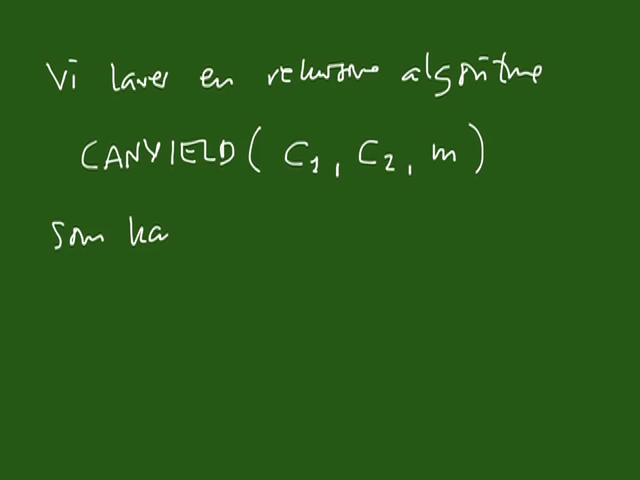 Vi laver en rekursiv algoritme
CANYIELD( C₁, C₂, m )
Som ka